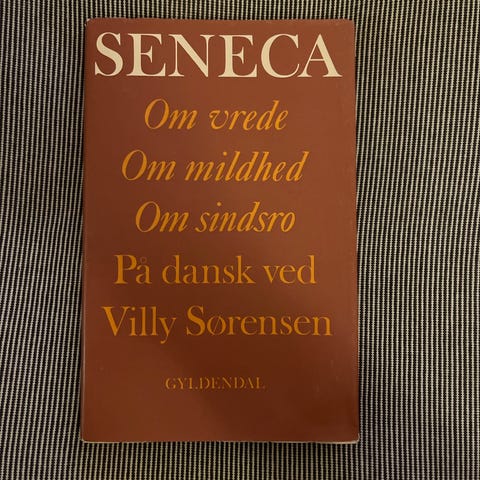 SENECA
Om vrede
Om mildhed
Om sindsro
På dansk ved
Villy Sørensen
GYLDENDAL